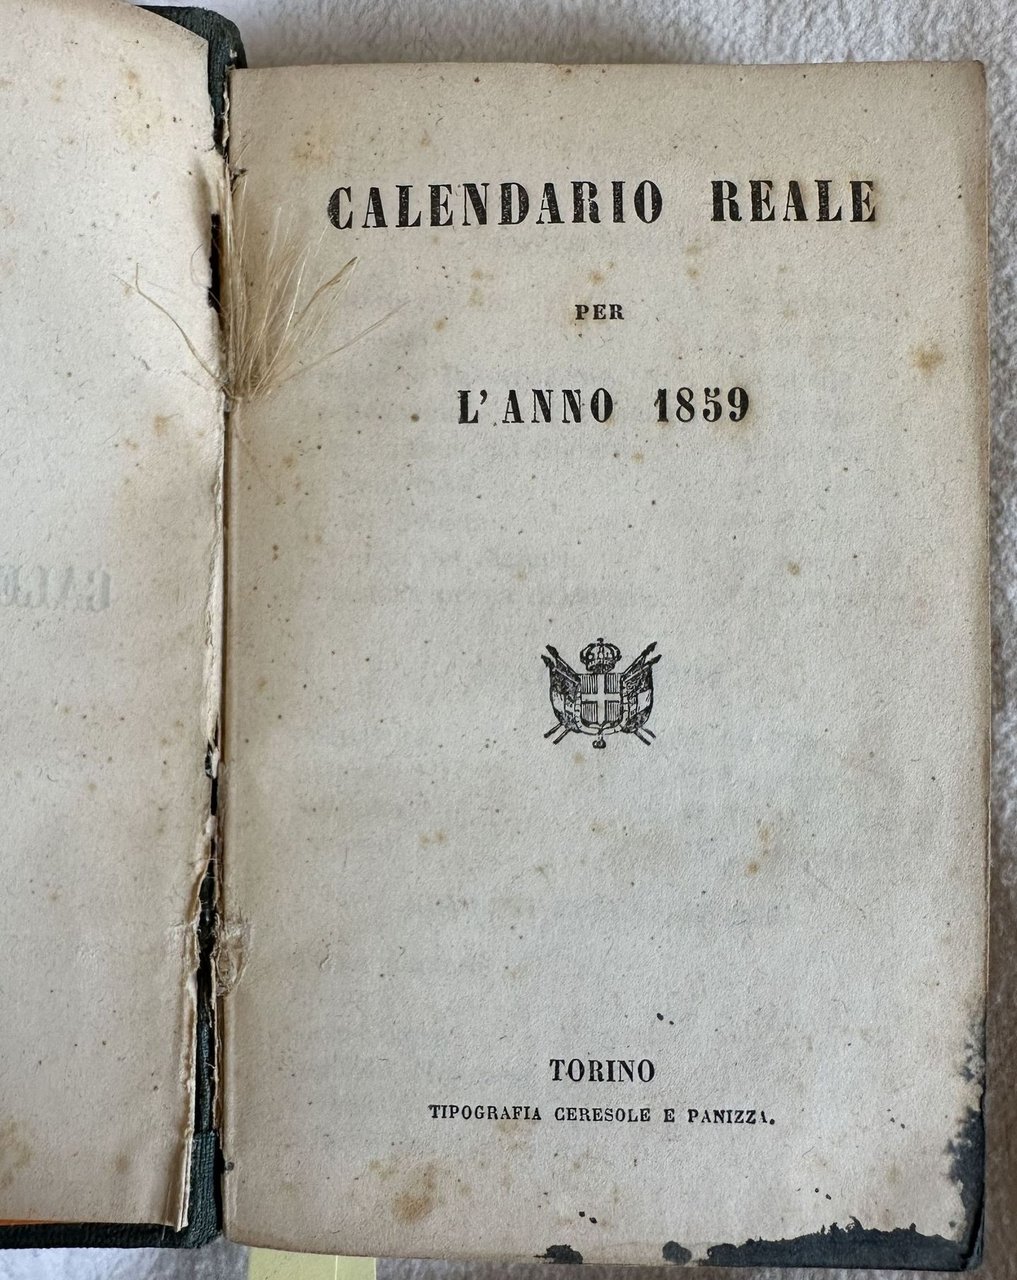 CALENDARIO REALE
PER
L'ANNO 1859
TORINO
TIPOGRAFIA CERESOLE E PANIZZA.